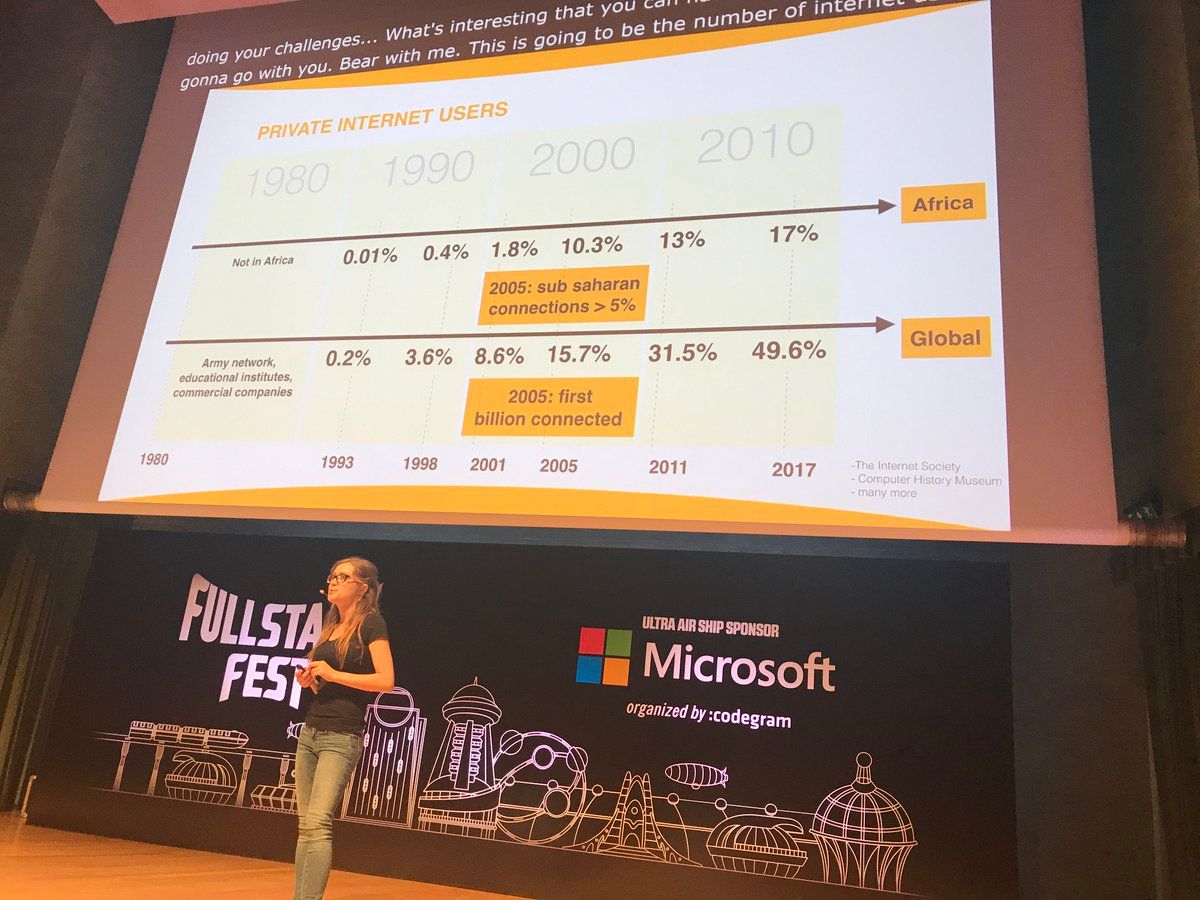 doing your challenges... What's interesting that you can
gonna go with you. Bear with me. This is going to be the number of internet
PRIVATE INTERNET USERS
1980 1990 2000 2010
Africa
Not in Africa 0.01% 0.4% 1.8% 10.3% 13% 17%
2005: sub saharan
connections > 5%
Global
Army network,
educational institutes,
commercial companies
0.2% 3.6% 8.6% 15.7% 31.5% 49.6%
2005: first
billion connected
1980 1993 1998 2001 2005 2011 2017
-The Internet Society
- Computer History Museum
- many more
FULLSTA
FEST
ULTRA AIR SHIP SPONSOR
Microsoft
organized by :codegram